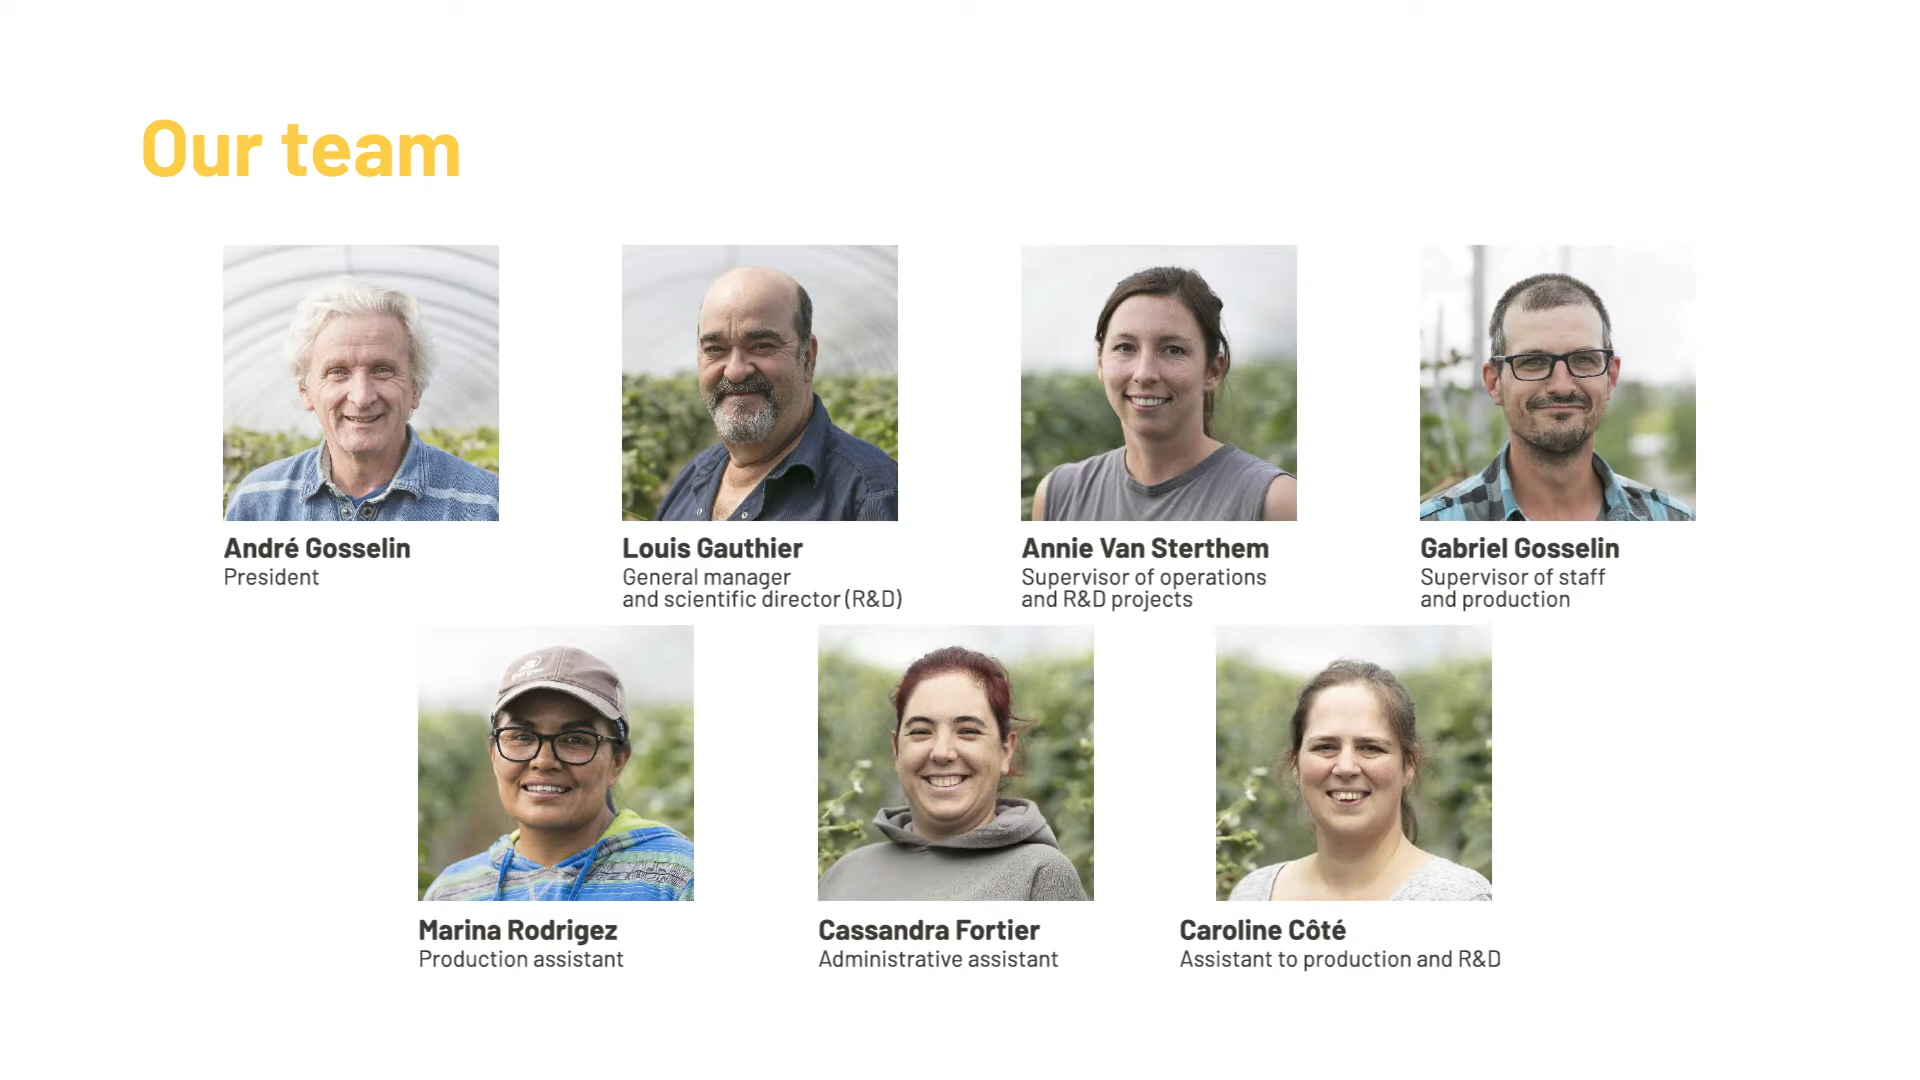 Our team
André Gosselin
President
Louis Gauthier
General manager
and scientific director (R&D)
Annie Van Sterthem
Supervisor of operations
and R&D projects
Gabriel Gosselin
Supervisor of staff
and production
Marina Rodrigez
Production assistant
Cassandra Fortier
Administrative assistant
Caroline Côté
Assistant to production and R&D